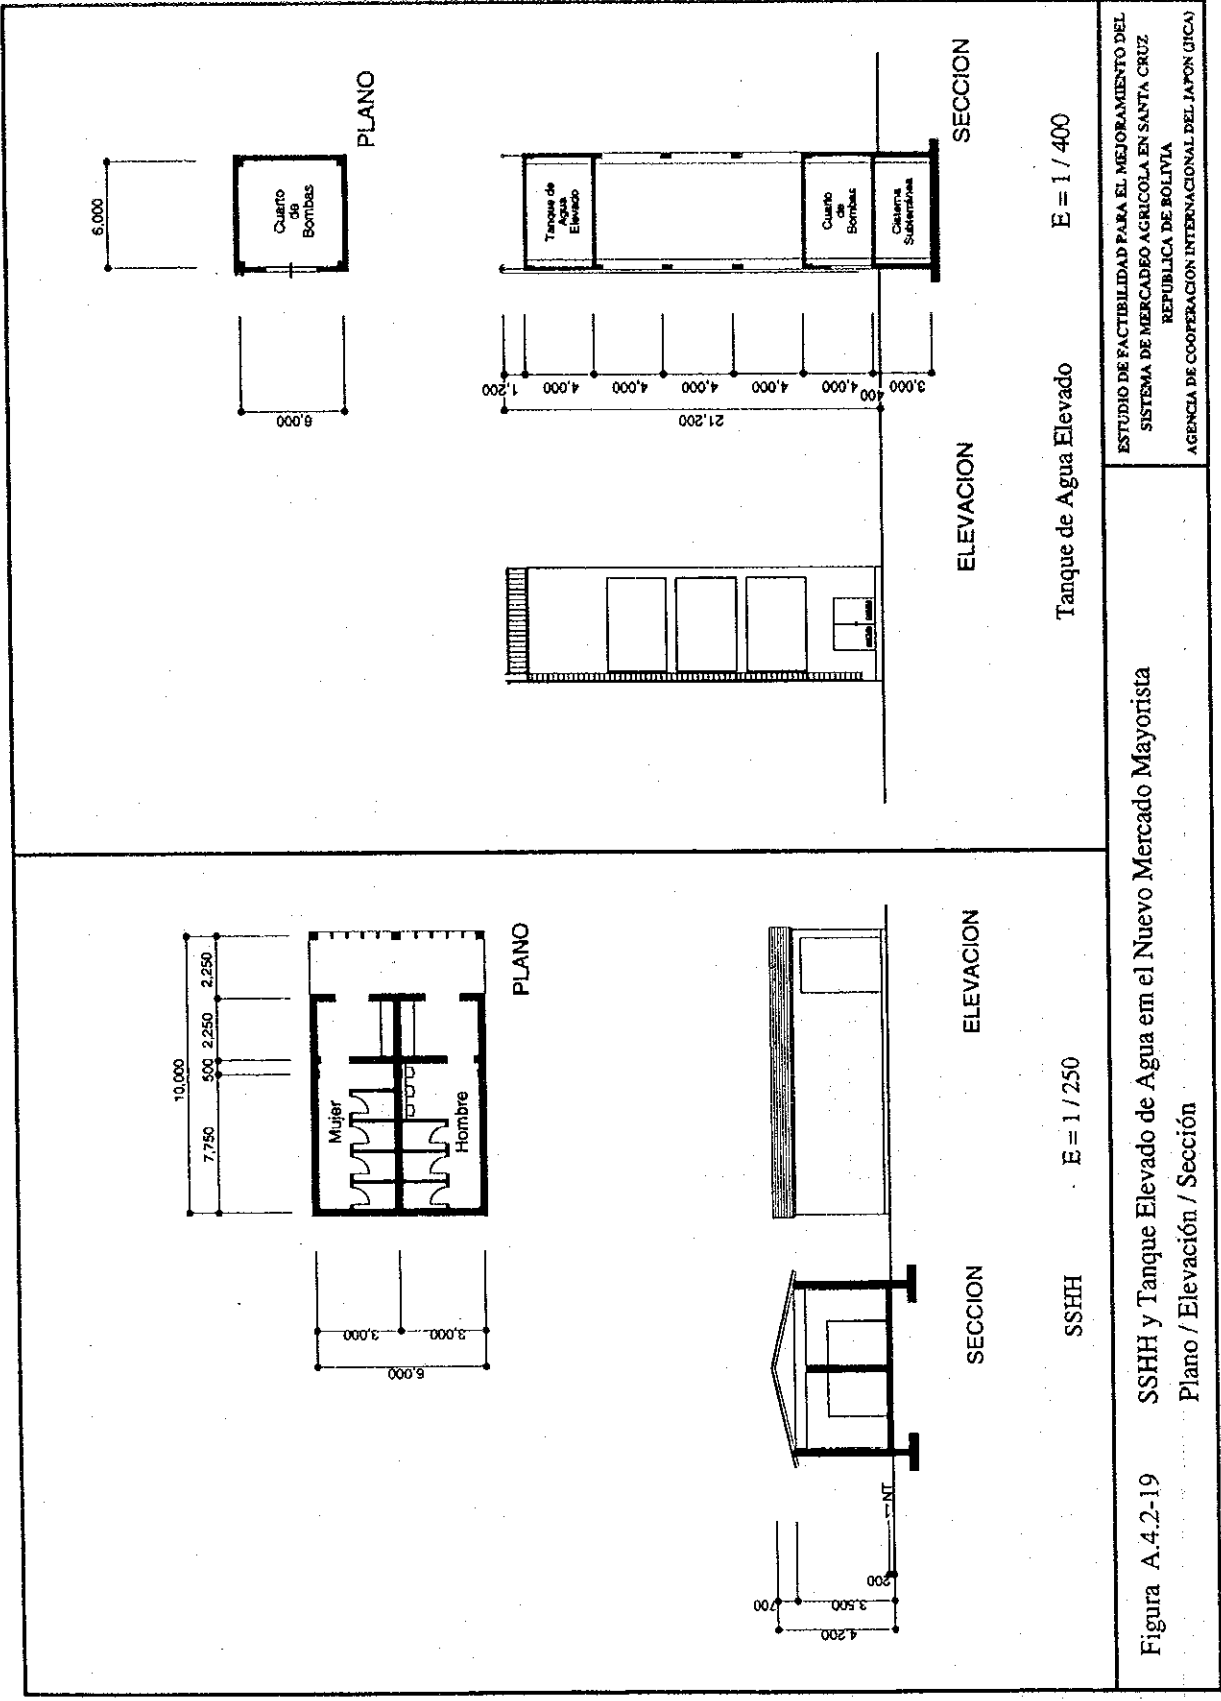 10,000
7,750
500
2,250
2,250
Mujer
Hombre
3,000
3,000
6,000
PLANO
700
3,500
200
4,200
NT
SECCION
ELEVACION
SSHH
E = 1 / 250
6,000
6,000
Cuarto
de
Bombas
PLANO
1,200
4,000
4,000
4,000
4,000
4,000
400
3,000
21,200
Tanque de
Agua
Elevado
Cuarto
de
Bombas
Cisterna
Subterránea
ELEVACION
SECCION
Tanque de Agua Elevado
E = 1 / 400
Figura A.4.2-19
SSHH y Tanque Elevado de Agua em el Nuevo Mercado Mayorista
Plano / Elevación / Sección
ESTUDIO DE FACTIBILIDAD PARA EL MEJORAMIENTO DEL
SISTEMA DE MERCADEO AGRICOLA EN SANTA CRUZ
REPUBLICA DE BOLIVIA
AGENCIA DE COOPERACION INTERNACIONAL DEL JAPON (JICA)